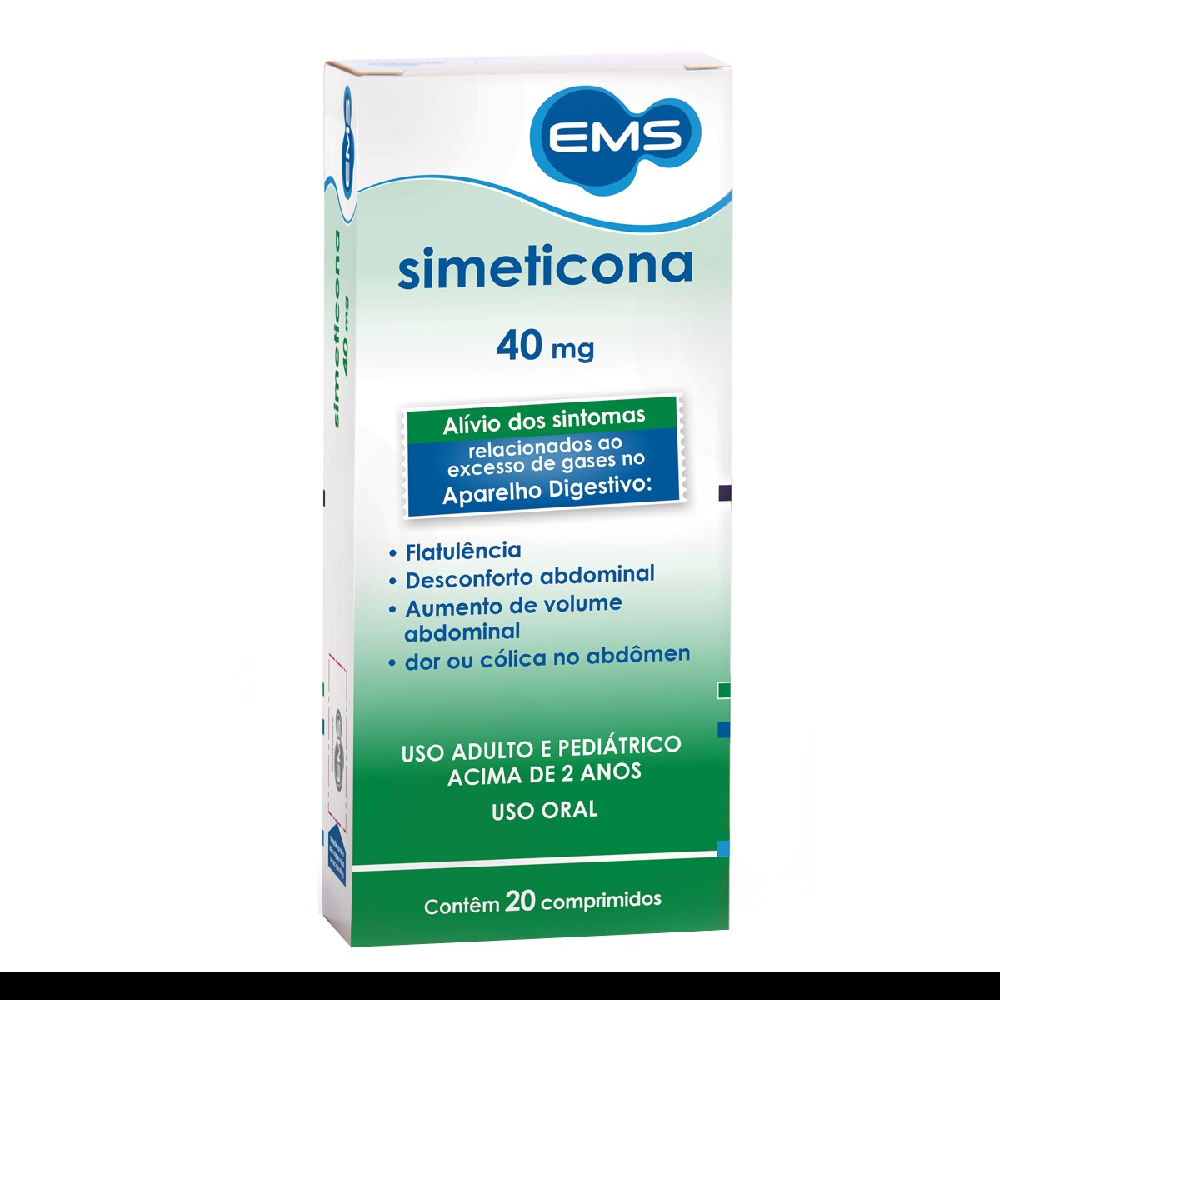 EMS
simeticona
40 mg
Alívio dos sintomas
relacionados ao
excesso de gases no
Aparelho Digestivo:
• Flatulência
• Desconforto abdominal
• Aumento de volume
abdominal
• dor ou cólica no abdômen
USO ADULTO E PEDIÁTRICO
ACIMA DE 2 ANOS
USO ORAL
Contêm 20 comprimidos
EMS
simeticona
40 mg
EMS